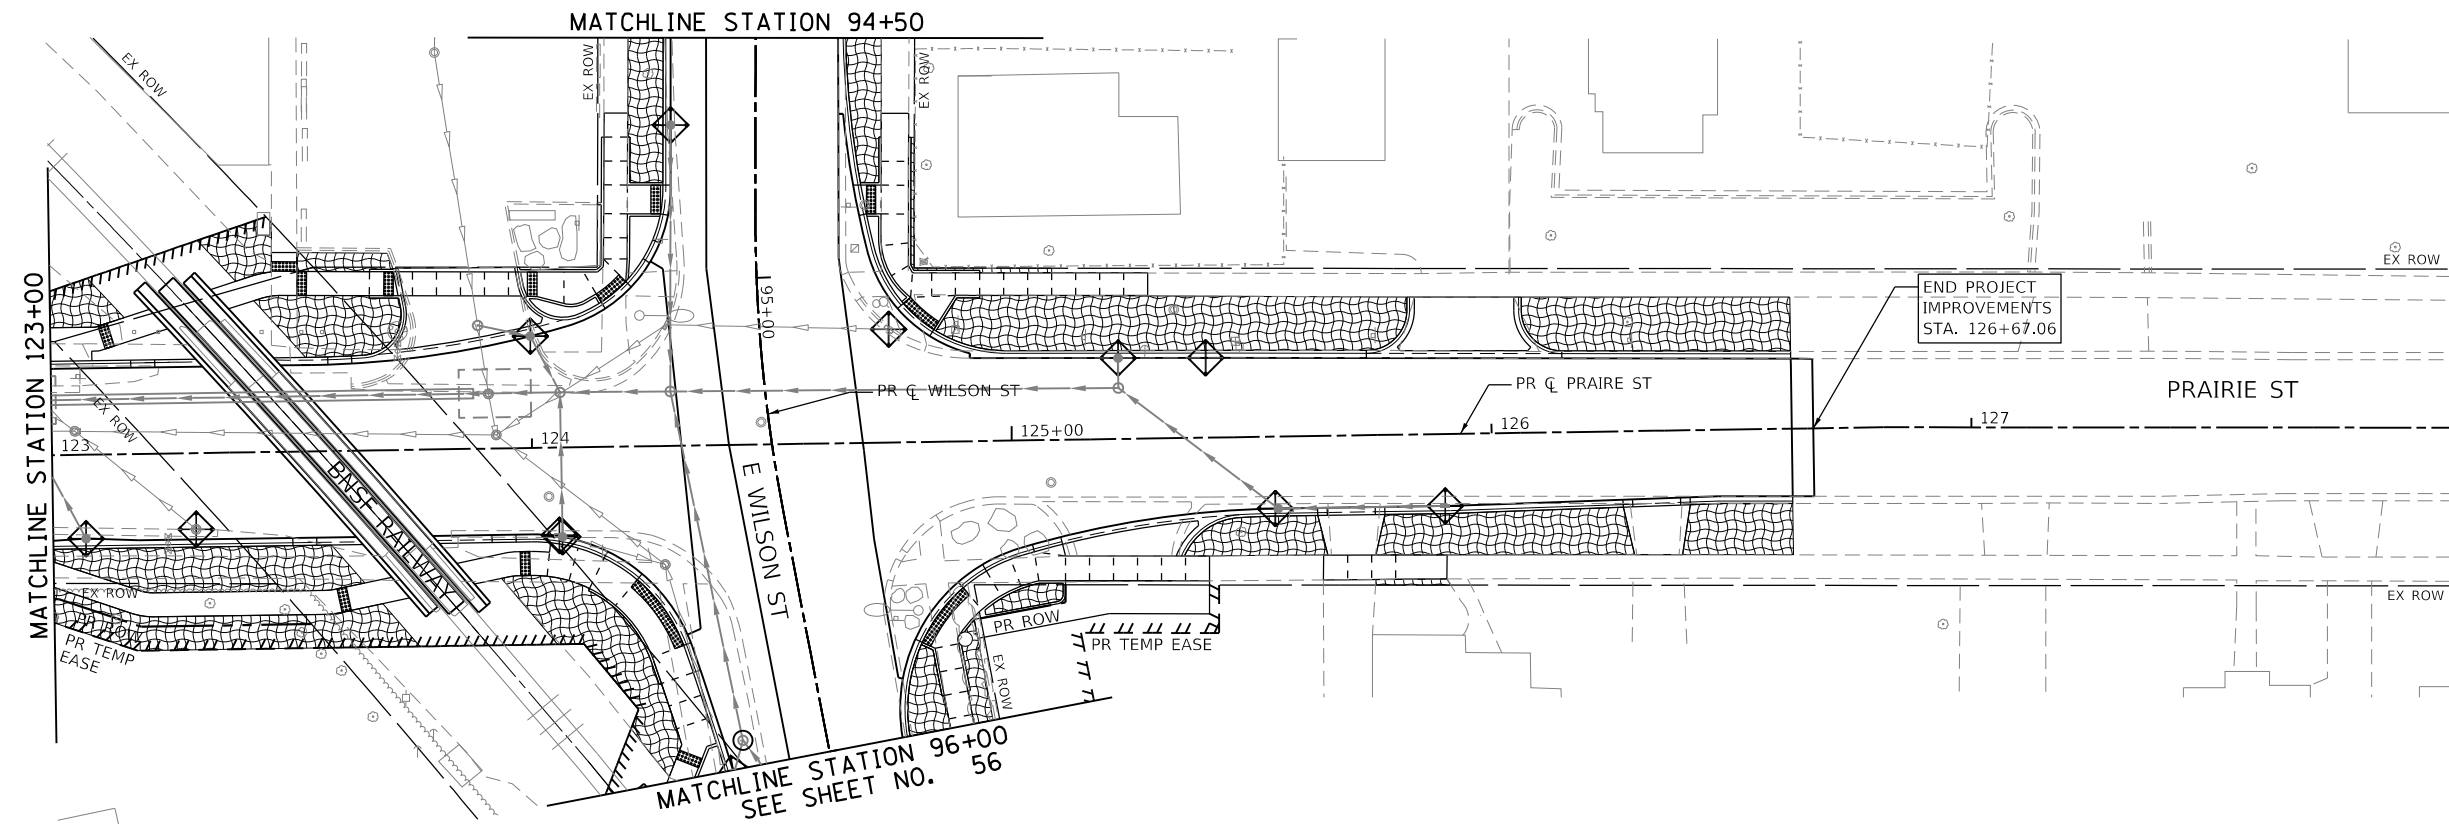 MATCHLINE STATION 94+50
EX ROW
EX ROW
EX ROW
EX ROW
END PROJECT
IMPROVEMENTS
STA. 126+67.06
95+00
MATCHLINE STATION 123+00
PR ℄ WILSON ST
PR ℄ PRAIRE ST
PRAIRIE ST
EX ROW
123
124
125+00
126
127
BNSF RAILWAY
E WILSON ST
EX ROW
PR ROW
PR TEMP
EASE
PR ROW
EX ROW
PR TEMP EASE
EX ROW
MATCHLINE STATION 96+00
SEE SHEET NO. 56